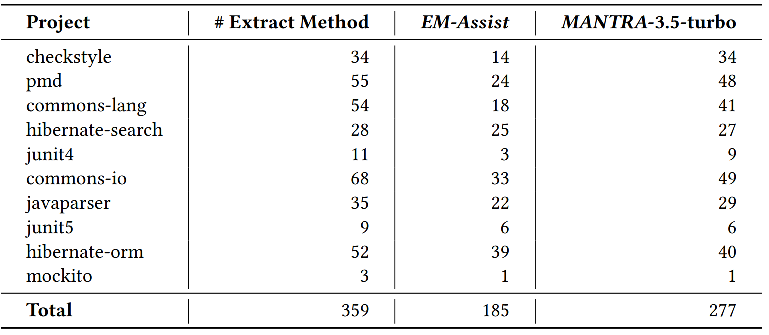 Project # Extract Method EM-Assist MANTRA-3.5-turbo
checkstyle 34 14 34
pmd 55 24 48
commons-lang 54 18 41
hibernate-search 28 25 27
junit4 11 3 9
commons-io 68 33 49
javaparser 35 22 29
junit5 9 6 6
hibernate-orm 52 39 40
mockito 3 1 1
Total 359 185 277